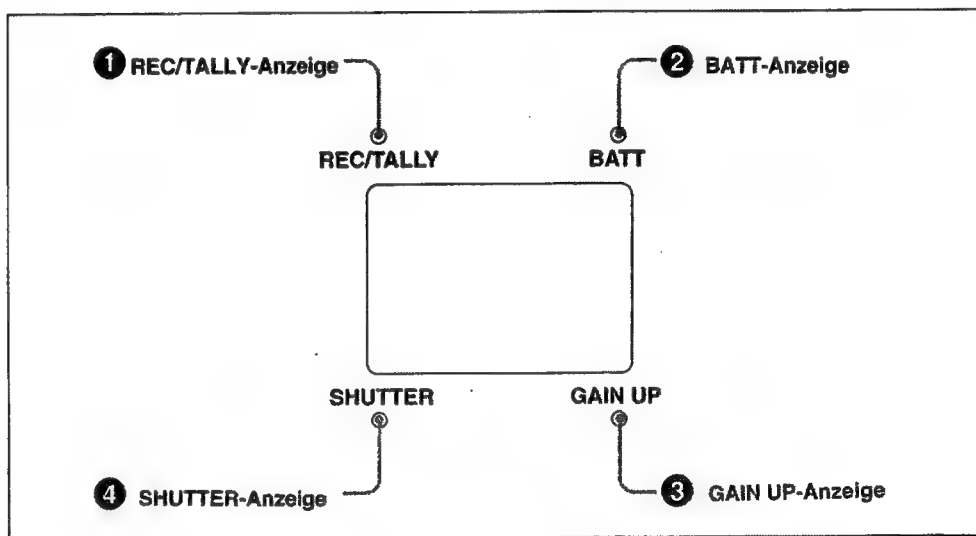 1 REC/TALLY-Anzeige
2 BATT-Anzeige
REC/TALLY
BATT
SHUTTER
GAIN UP
4 SHUTTER-Anzeige
3 GAIN UP-Anzeige